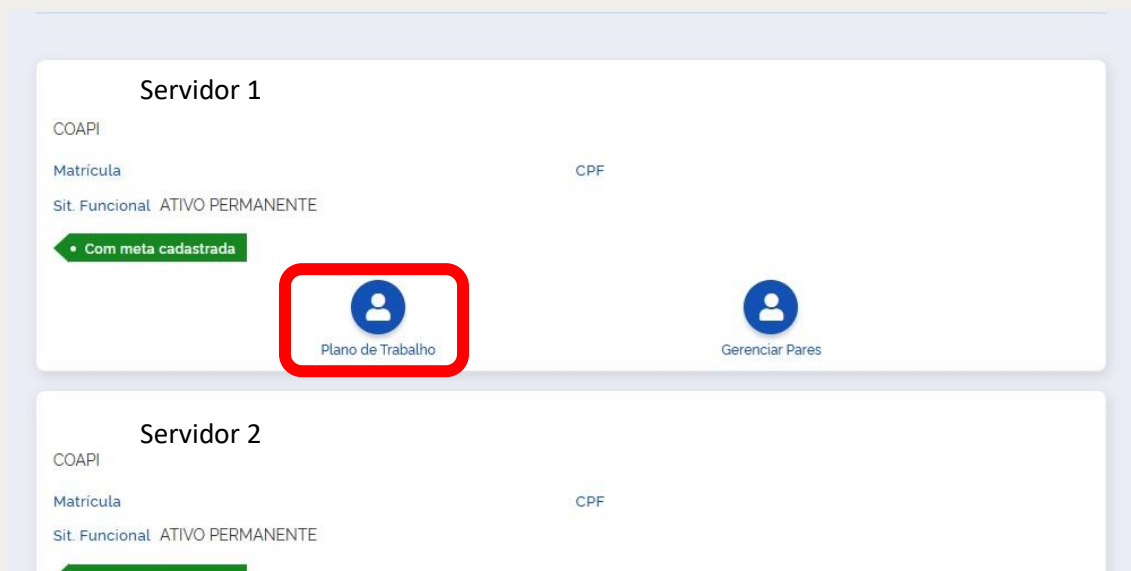 Servidor 1
COAPI
Matrícula CPF
Sit. Funcional ATIVO PERMANENTE
• Com meta cadastrada
Plano de Trabalho Gerenciar Pares
Servidor 2
COAPI
Matrícula CPF
Sit. Funcional ATIVO PERMANENTE